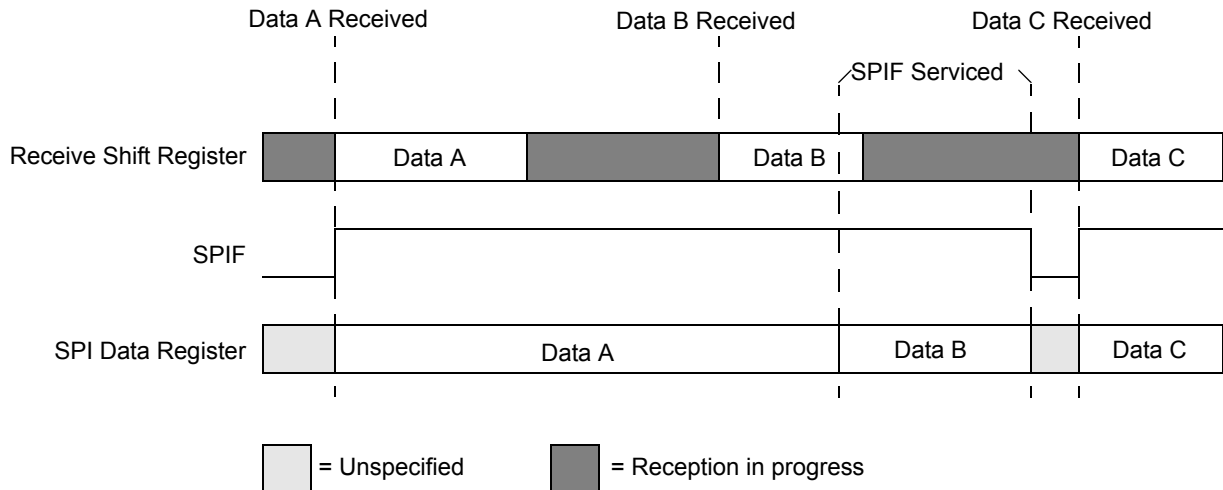 Data A Received
Data B Received
Data C Received
SPIF Serviced
Receive Shift Register
Data A
Data B
Data C
SPIF
SPI Data Register
Data A
Data B
Data C
= Unspecified
= Reception in progress